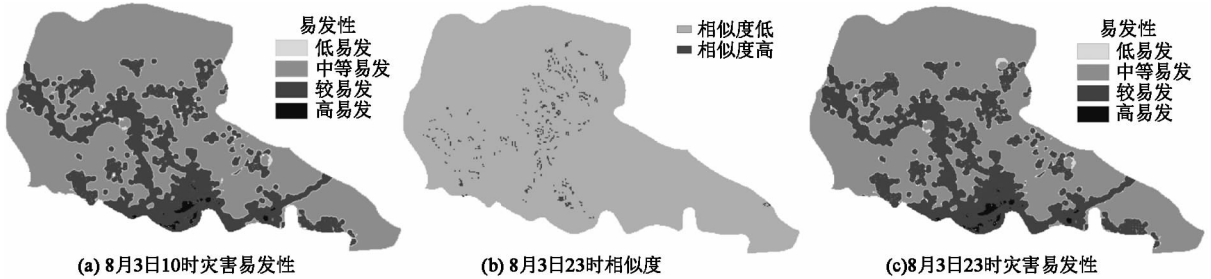 易发性
低易发
中等易发
较易发
高易发
(a) 8月3日10时灾害易发性
相似度低
相似度高
(b) 8月3日23时相似度
易发性
低易发
中等易发
较易发
高易发
(c)8月3日23时灾害易发性